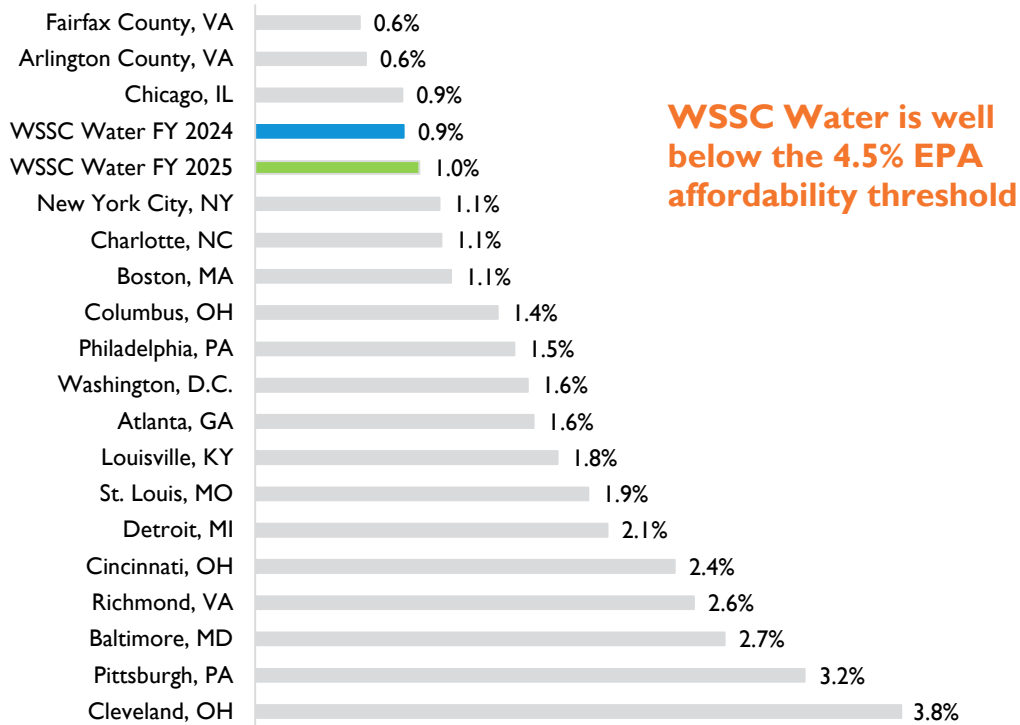 Fairfax County, VA 0.6%
Arlington County, VA 0.6%
Chicago, IL 0.9%
WSSC Water FY 2024 0.9%
WSSC Water FY 2025 1.0%
New York City, NY 1.1%
Charlotte, NC 1.1%
Boston, MA 1.1%
Columbus, OH 1.4%
Philadelphia, PA 1.5%
Washington, D.C. 1.6%
Atlanta, GA 1.6%
Louisville, KY 1.8%
St. Louis, MO 1.9%
Detroit, MI 2.1%
Cincinnati, OH 2.4%
Richmond, VA 2.6%
Baltimore, MD 2.7%
Pittsburgh, PA 3.2%
Cleveland, OH 3.8%
WSSC Water is well
below the 4.5% EPA
affordability threshold